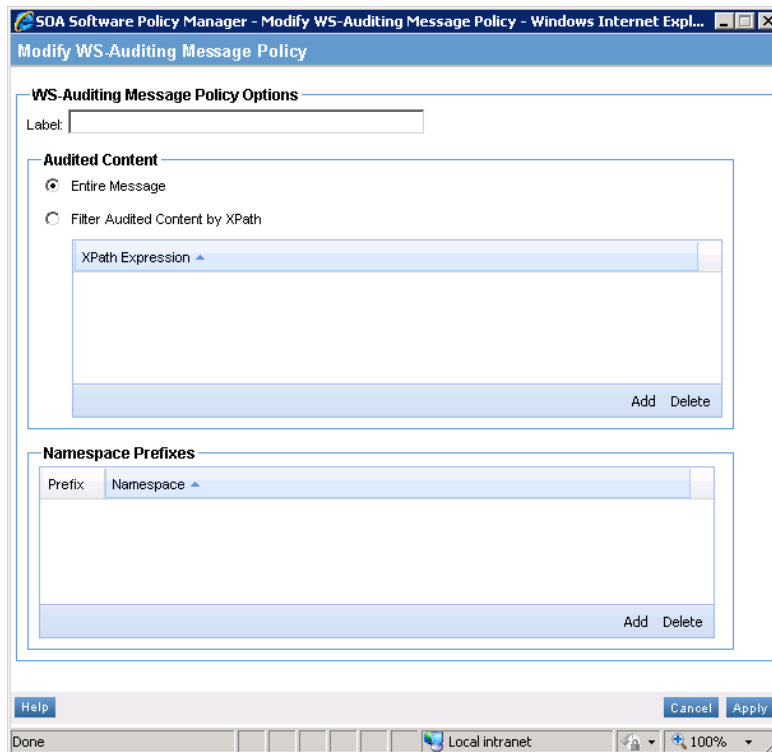 SOA Software Policy Manager - Modify WS-Auditing Message Policy - Windows Internet Expl...
Modify WS-Auditing Message Policy
WS-Auditing Message Policy Options
Label:
Audited Content
Entire Message
Filter Audited Content by XPath
XPath Expression
Add Delete
Namespace Prefixes
Prefix Namespace
Add Delete
Help Cancel Apply
Done Local intranet 100%